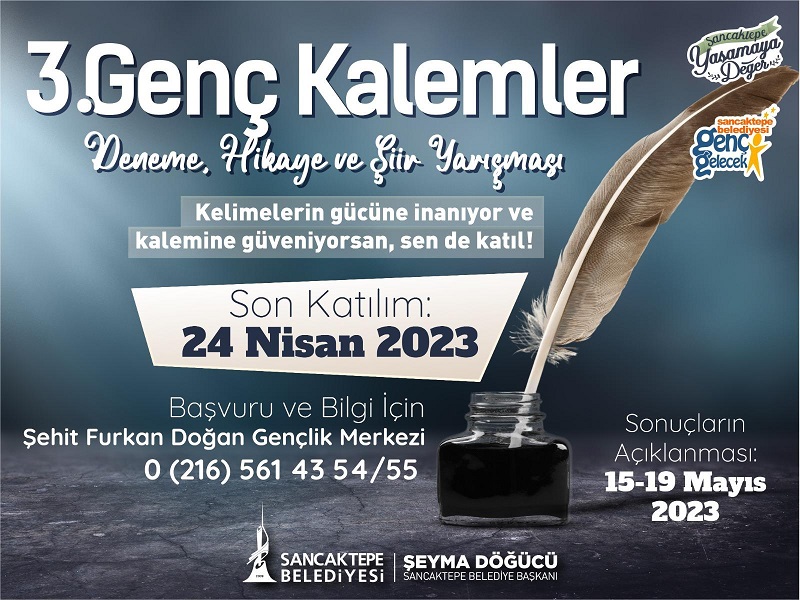 3.Genç Kalemler
Deneme, Hikaye ve Şiir Yarışması
Sancaktepe
Yaşamaya
Değer
sancaktepe
belediyesi
genç
gelecek
Kelimelerin gücüne inanıyor ve
kalemine güveniyorsan, sen de katıl!
Son Katılım:
24 Nisan 2023
Başvuru ve Bilgi İçin
Şehit Furkan Doğan Gençlik Merkezi
0 (216) 561 43 54/55
Sonuçların
Açıklanması:
15-19 Mayıs
2023
SANCAKTEPE
BELEDİYESİ
ŞEYMA DÖĞÜCÜ
SANCAKTEPE BELEDİYE BAŞKANI